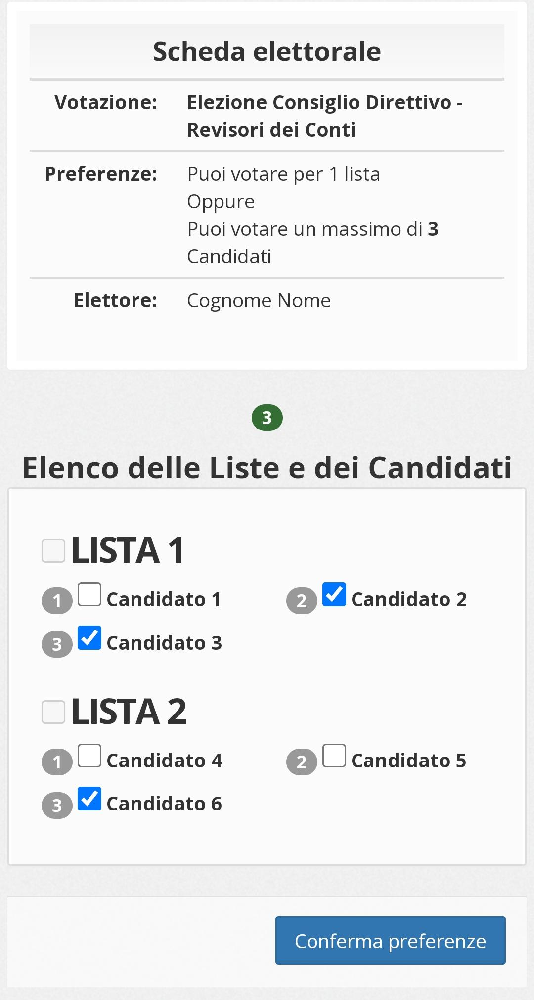 Scheda elettorale
Votazione: Elezione Consiglio Direttivo -
Revisori dei Conti
Preferenze: Puoi votare per 1 lista
Oppure
Puoi votare un massimo di 3
Candidati
Elettore: Cognome Nome
3
Elenco delle Liste e dei Candidati
LISTA 1
1 Candidato 1 2 Candidato 2
3 Candidato 3
LISTA 2
1 Candidato 4 2 Candidato 5
3 Candidato 6
Conferma preferenze